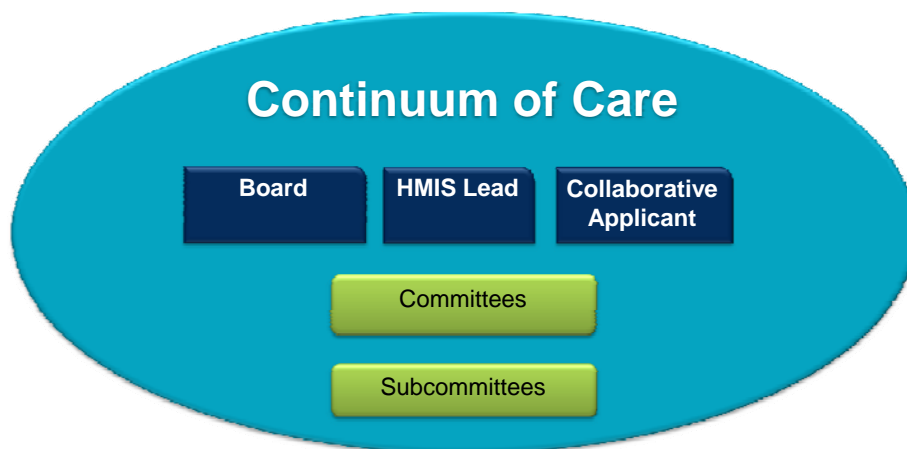 Continuum of Care
Board
HMIS Lead
Collaborative
Applicant
Committees
Subcommittees